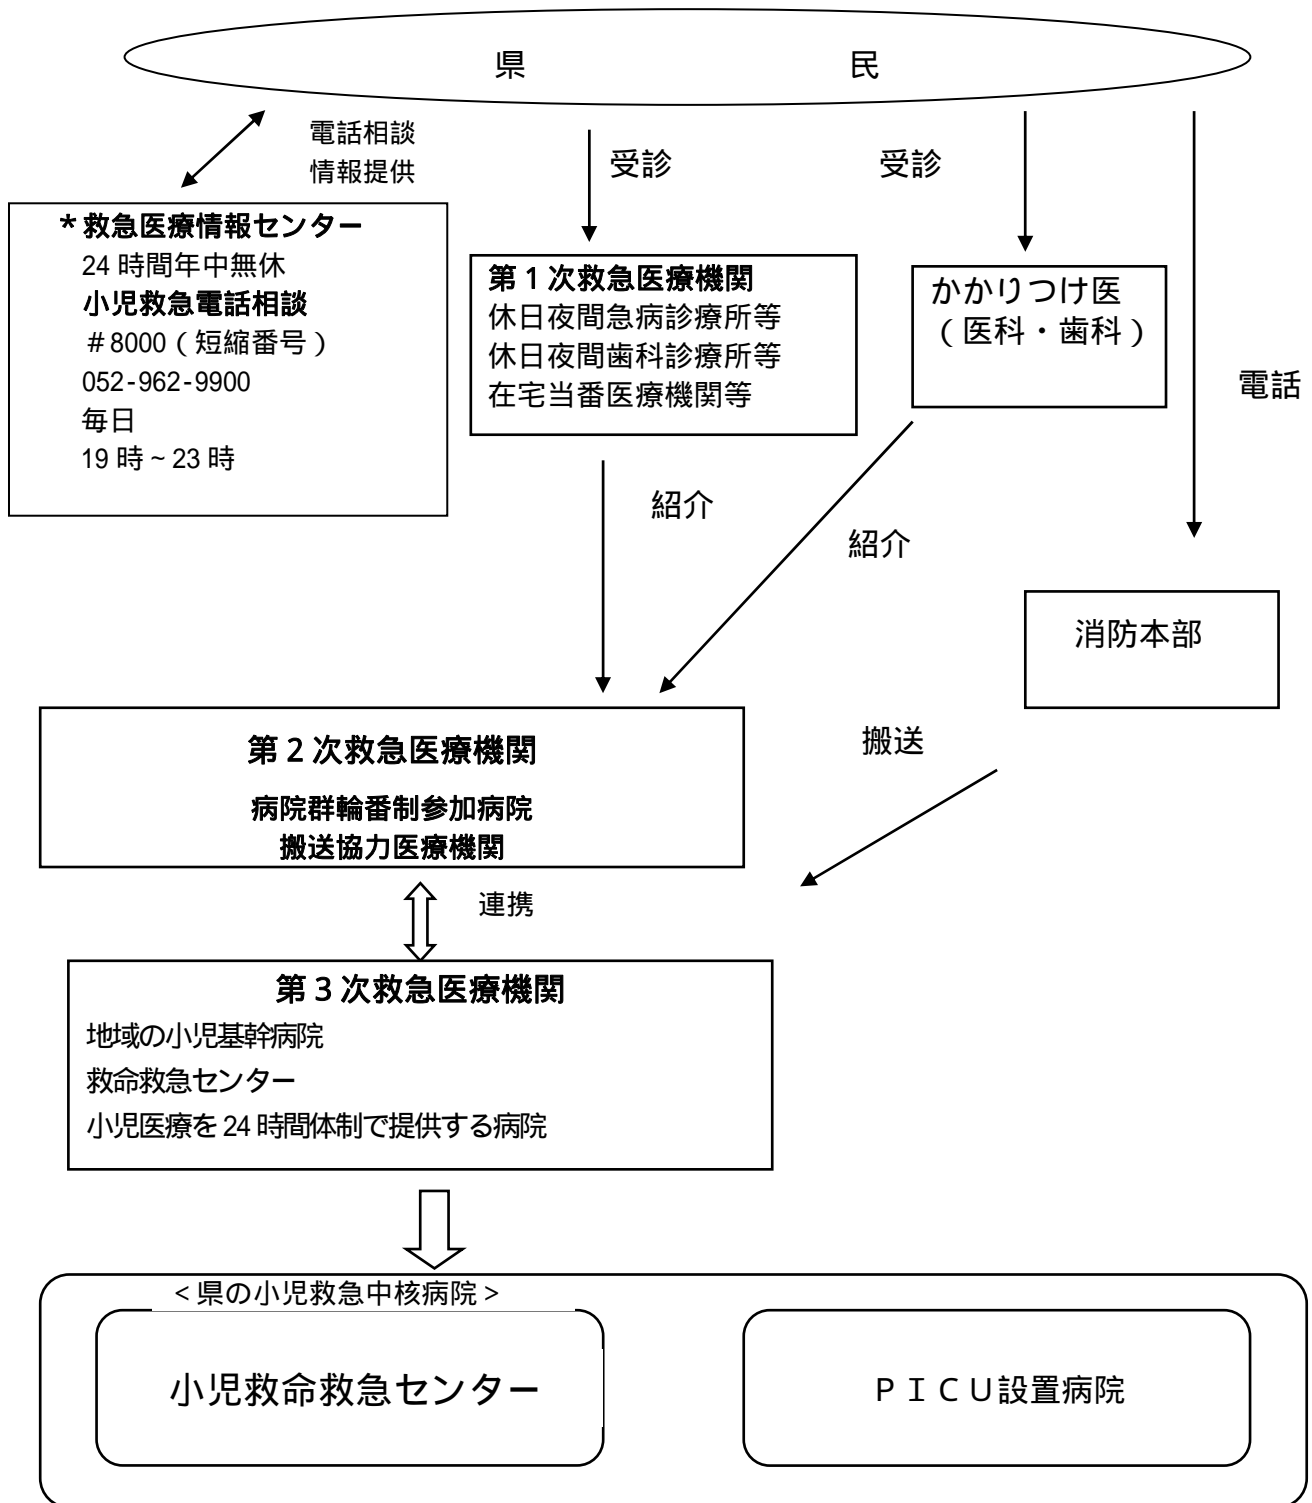 県 民
電話相談
情報提供
受診
受診
電話
*救急医療情報センター
24時間年中無休
小児救急電話相談
#8000(短縮番号)
052-962-9900
毎日
19時~23時
第1次救急医療機関
休日夜間急病診療所等
休日夜間歯科診療所等
在宅当番医療機関等
かかりつけ医
(医科・歯科)
紹介
紹介
消防本部
搬送
第2次救急医療機関
病院群輪番制参加病院
搬送協力医療機関
連携
第3次救急医療機関
地域の小児基幹病院
救命救急センター
小児医療を24時間体制で提供する病院
<県の小児救急中核病院>
小児救命救急センター
PICU設置病院